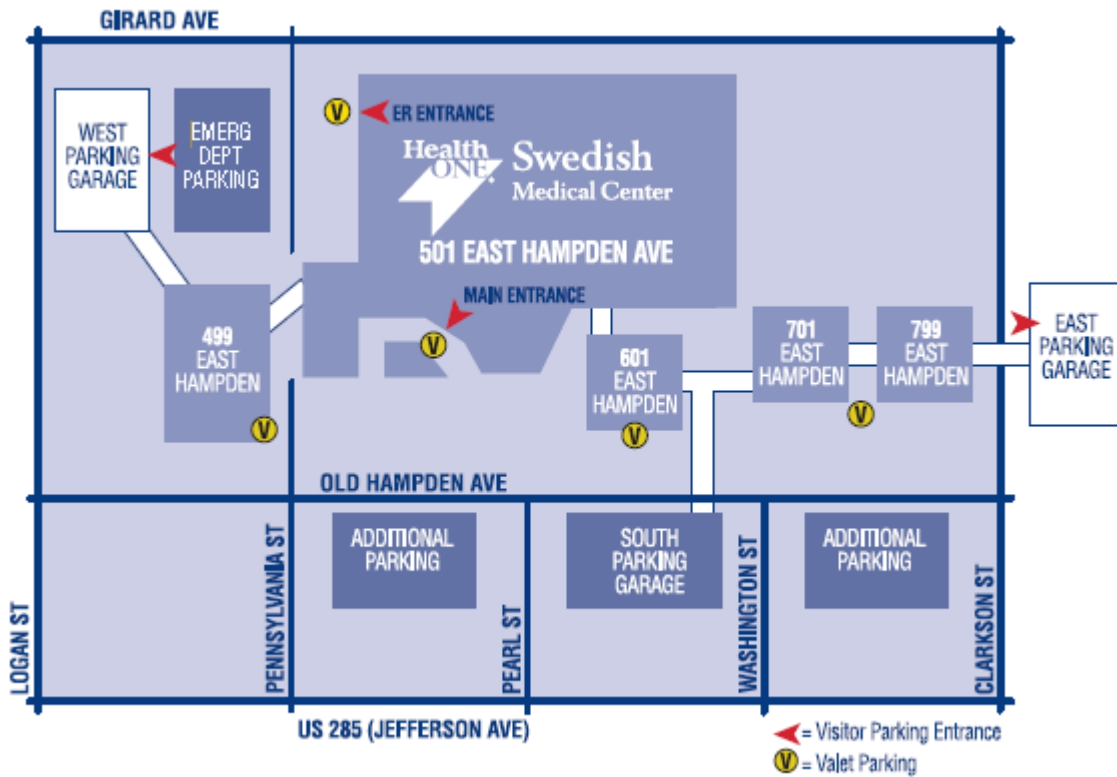 GIRARD AVE
WEST
PARKING
GARAGE
EMERG
DEPT
PARKING
V
ER ENTRANCE
Health
ONE
Swedish
Medical Center
501 EAST HAMPDEN AVE
MAIN ENTRANCE
V
499
EAST
HAMPDEN
V
601
EAST
HAMPDEN
V
701
EAST
HAMPDEN
799
EAST
HAMPDEN
V
EAST
PARKING
GARAGE
OLD HAMPDEN AVE
ADDITIONAL
PARKING
SOUTH
PARKING
GARAGE
ADDITIONAL
PARKING
LOGAN ST
PENNSYLVANIA ST
PEARL ST
WASHINGTON ST
CLARKSON ST
US 285 (JEFFERSON AVE)
= Visitor Parking Entrance
V = Valet Parking